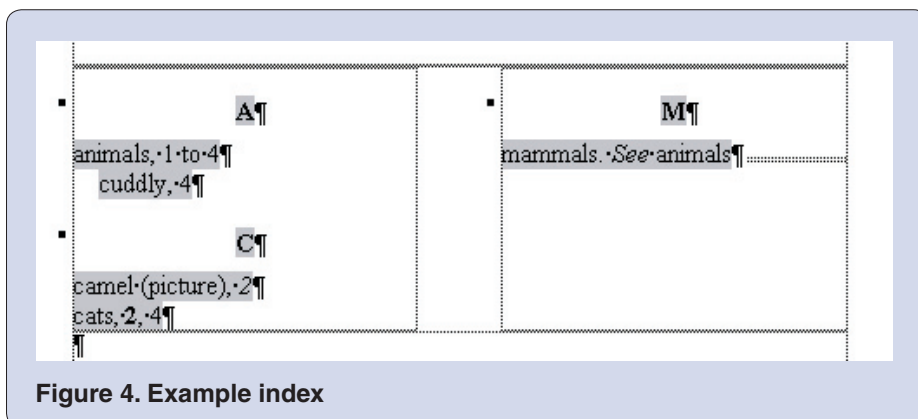 A¶
animals,·1·to·4¶
cuddly,·4¶
C¶
camel·(picture),·2¶
cats,·2,·4¶
¶
M¶
mammals.·See·animals¶
Figure 4. Example index